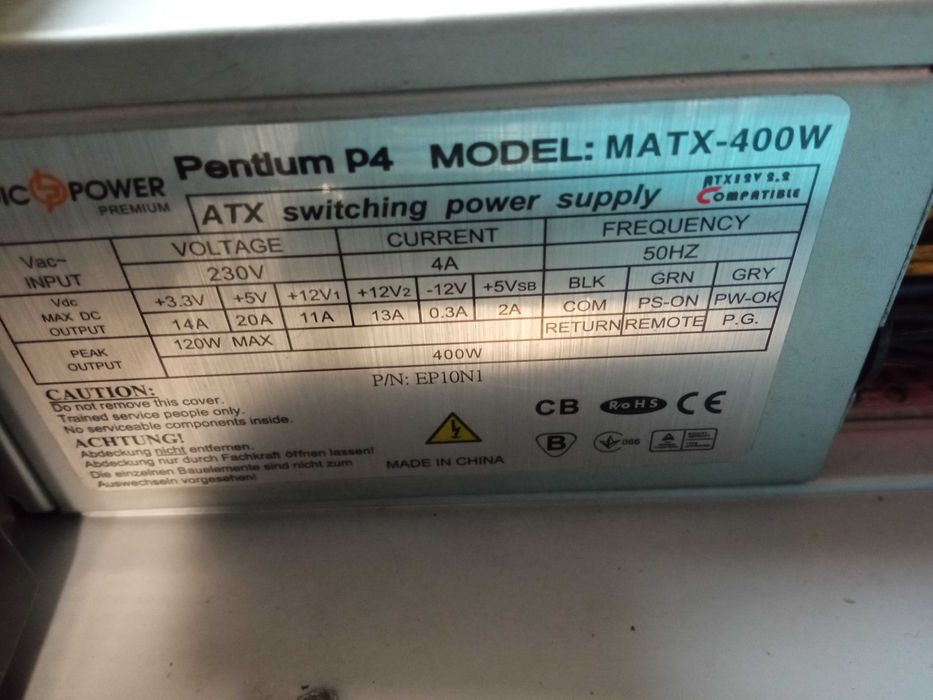 IC POWER
PREMIUM
Pentium P4 MODEL: MATX-400W
ATX switching power supply
ATX12V 2.2
COMPATIBLE
Vac~ INPUT
VOLTAGE CURRENT FREQUENCY
230V 4A 50HZ
Vdc
MAX DC
OUTPUT
+3.3V +5V +12V1 +12V2 -12V +5VSB BLK GRN GRY
14A 20A 11A 13A 0.3A 2A COM PS-ON PW-OK
RETURN REMOTE P.G.
PEAK
OUTPUT
120W MAX
400W
P/N: EP10N1
CAUTION:
Do not remove this cover.
Trained service people only.
No serviceable components inside.
ACHTUNG!
Abdeckung nicht entfernen.
Abdeckung nur durch Fachkraft öffnen lassen!
Die einzelnen Bauelemente sind nicht zum
Auswechseln vorgesehen!
MADE IN CHINA
CB RoHS CE
B 066